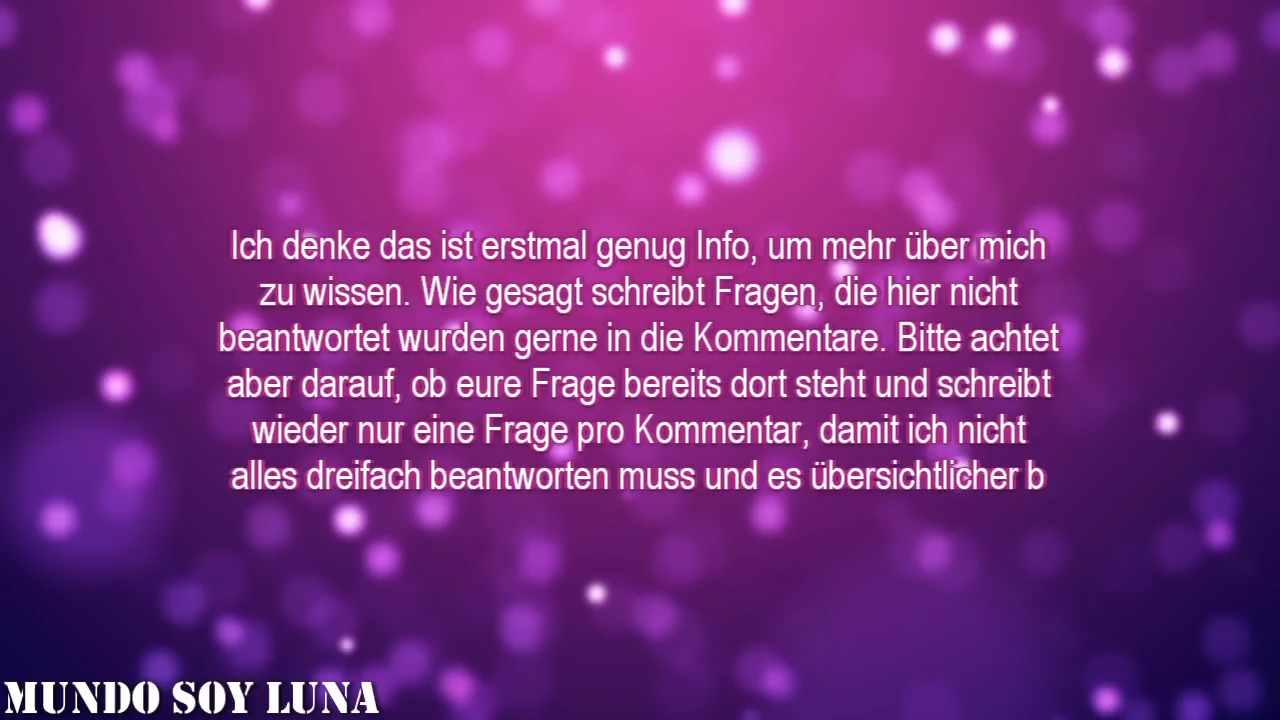 Ich denke das ist erstmal genug Info, um mehr über mich
zu wissen. Wie gesagt schreibt Fragen, die hier nicht
beantwortet wurden gerne in die Kommentare. Bitte achtet
aber darauf, ob eure Frage bereits dort steht und schreibt
wieder nur eine Frage pro Kommentar, damit ich nicht
alles dreifach beantworten muss und es übersichtlicher b
MUNDO SOY LUNA